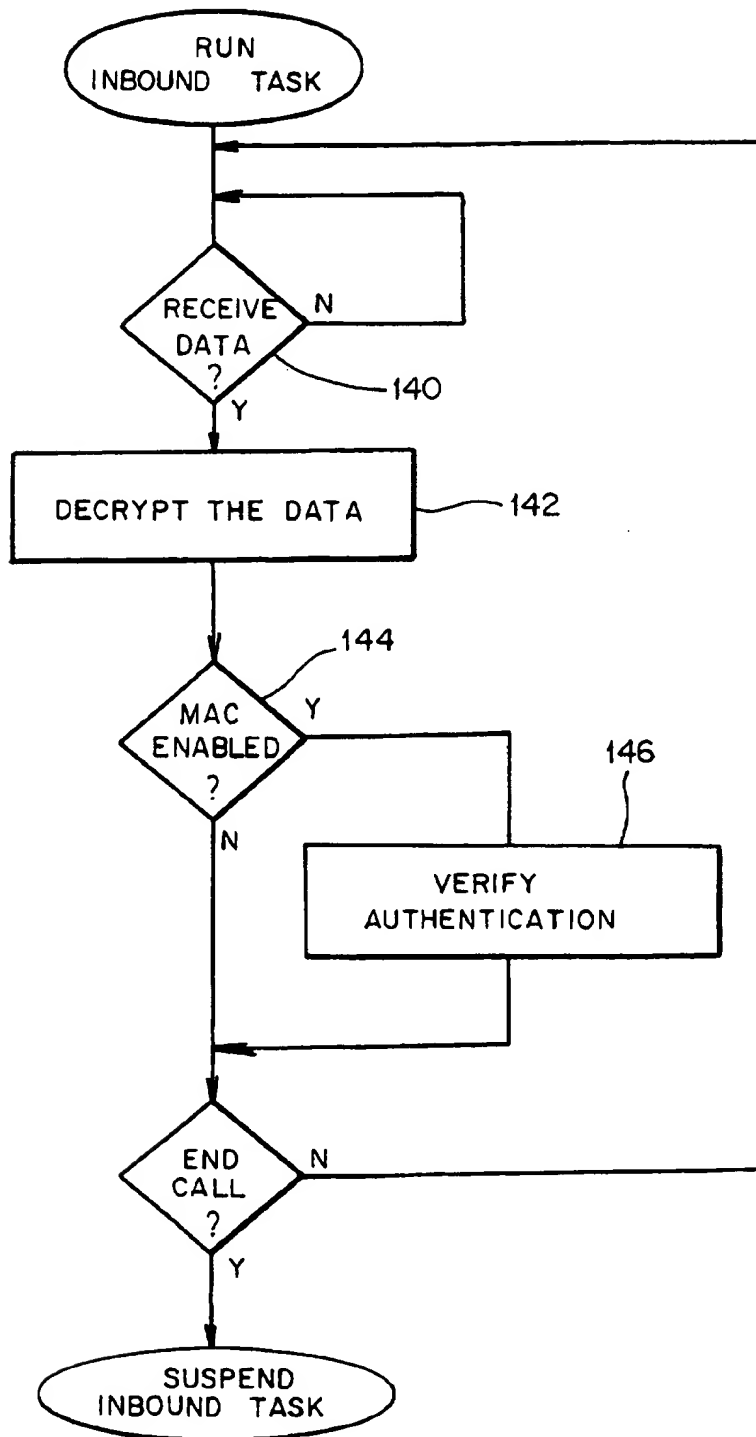 RUN
INBOUND TASK
RECEIVE
DATA
?
N
140
Y
DECRYPT THE DATA
142
144
MAC
ENABLED
?
Y
N
146
VERIFY
AUTHENTICATION
END
CALL
?
N
Y
SUSPEND
INBOUND TASK